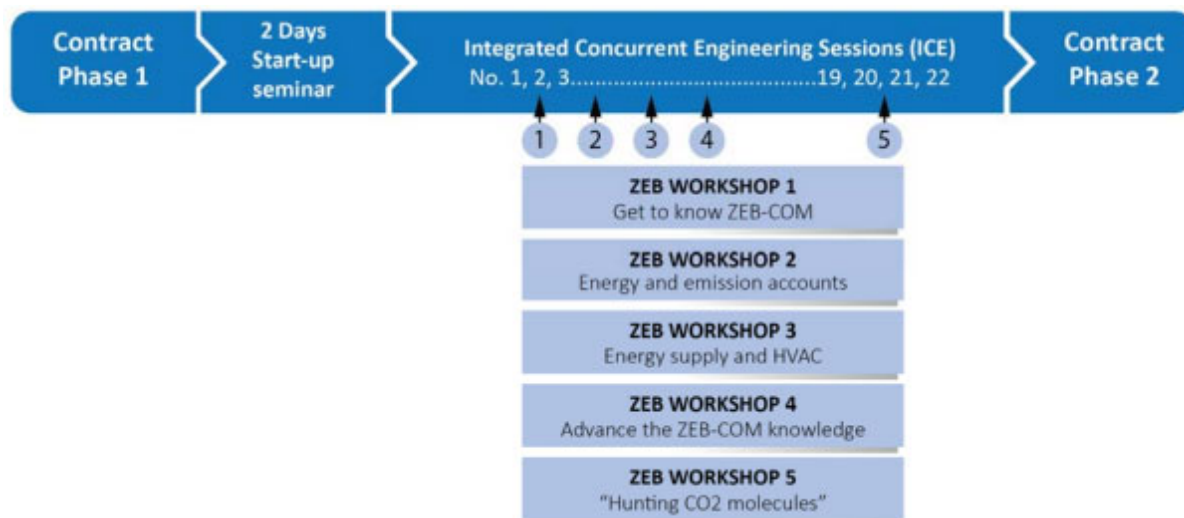 Contract
Phase 1
2 Days
Start-up
seminar
Integrated Concurrent Engineering Sessions (ICE)
No. 1, 2, 3............................................19, 20, 21, 22
Contract
Phase 2
1
2
3
4
5
ZEB WORKSHOP 1
Get to know ZEB-COM
ZEB WORKSHOP 2
Energy and emission accounts
ZEB WORKSHOP 3
Energy supply and HVAC
ZEB WORKSHOP 4
Advance the ZEB-COM knowledge
ZEB WORKSHOP 5
“Hunting CO2 molecules”